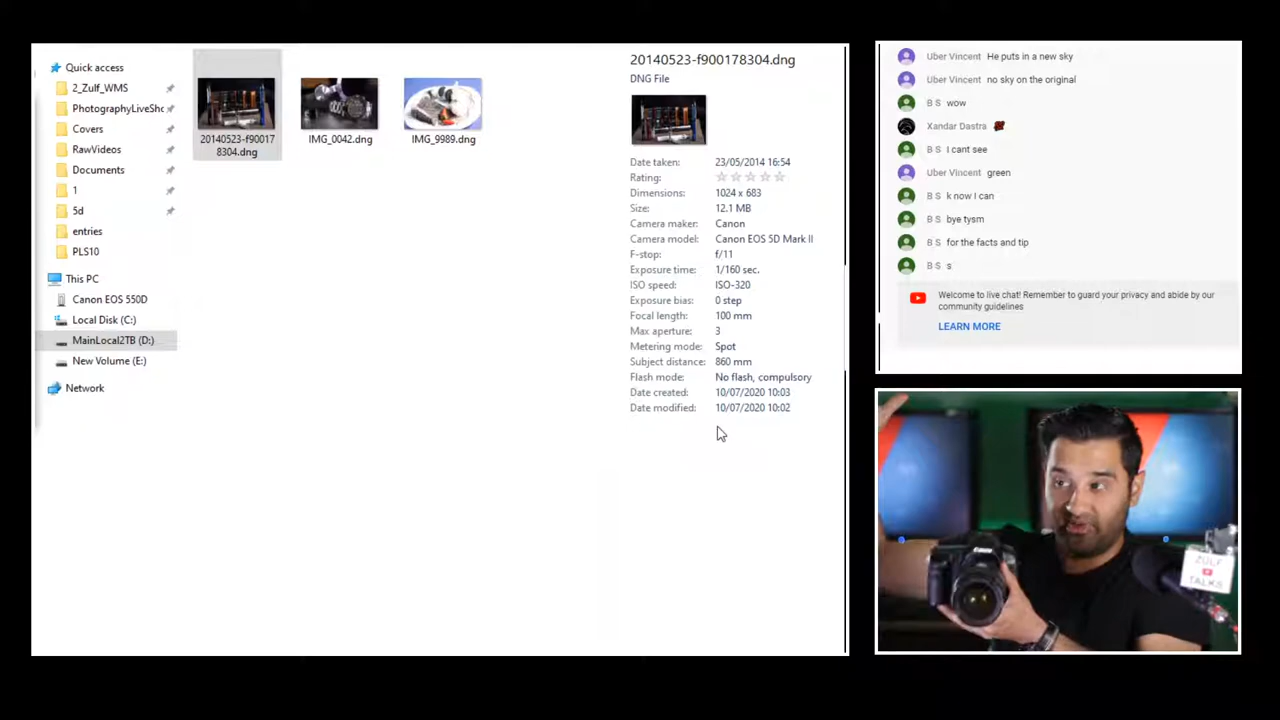 Quick access
2_Zulf_WMS
PhotographyLiveSho
Covers
RawVideos
Documents
1
5d
entries
PLS10
This PC
Canon EOS 550D
Local Disk (C:)
MainLocal2TB (D:)
New Volume (E:)
Network
20140523-f90017
8304.dng
IMG_0042.dng
IMG_9989.dng
20140523-f900178304.dng
DNG File
Date taken: 23/05/2014 16:54
Rating:
Dimensions: 1024 x 683
Size: 12.1 MB
Camera maker: Canon
Camera model: Canon EOS 5D Mark II
F-stop: f/11
Exposure time: 1/160 sec.
ISO speed: ISO-320
Exposure bias: 0 step
Focal length: 100 mm
Max aperture: 3
Metering mode: Spot
Subject distance: 860 mm
Flash mode: No flash, compulsory
Date created: 10/07/2020 10:03
Date modified: 10/07/2020 10:02
Uber Vincent He puts in a new sky
Uber Vincent no sky on the original
B S wow
Xandar Dastra
B S I cant see
Uber Vincent green
B S k now I can
B S bye tysm
B S for the facts and tip
B S s
Welcome to live chat! Remember to guard your privacy and abide by our
community guidelines
LEARN MORE
Canon
ZULF
TALKS